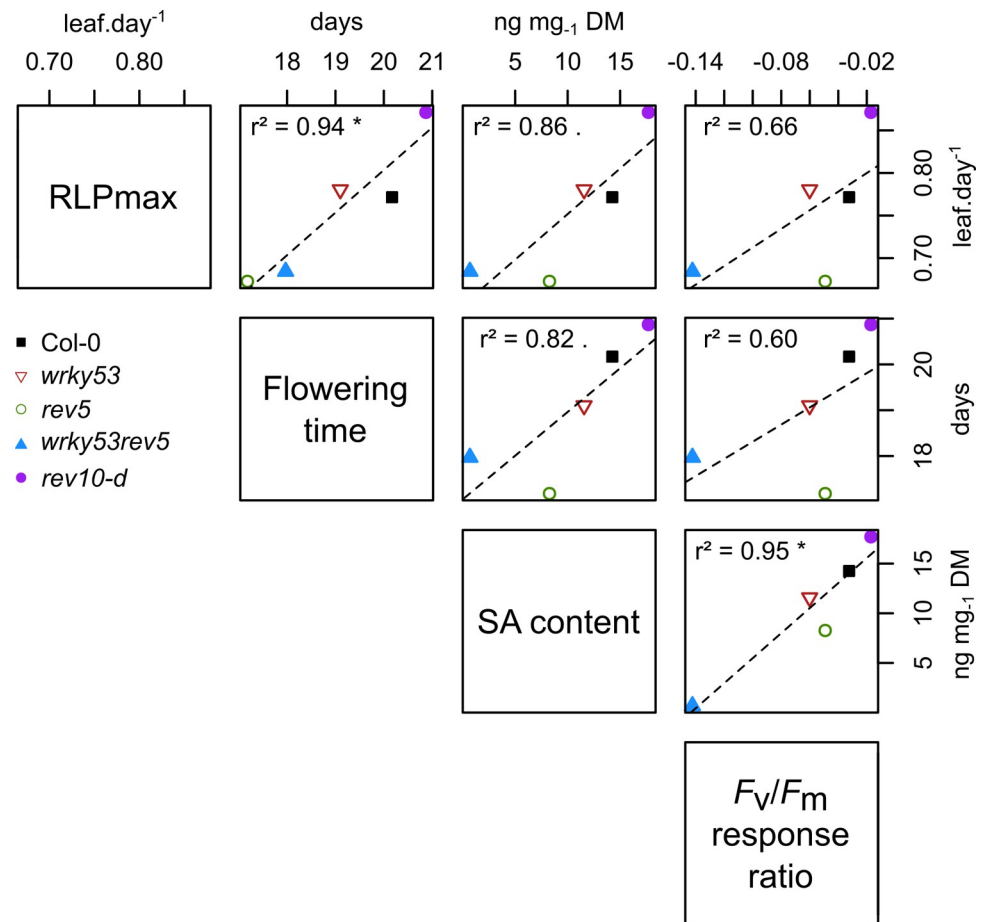 leaf.day⁻¹ days ng mg₋₁ DM
0.70 0.80 18 19 20 21 5 15 -0.14 -0.08 -0.02
RLPmax
r² = 0.94 *
r² = 0.86 .
r² = 0.66
0.70 0.80
leaf.day⁻¹
Col-0
wrky53
rev5
wrky53rev5
rev10-d
Flowering
time
r² = 0.82 .
r² = 0.60
18 20
days
SA content
r² = 0.95 *
5 10 15
ng mg₋₁ DM
Fv/Fm
response
ratio